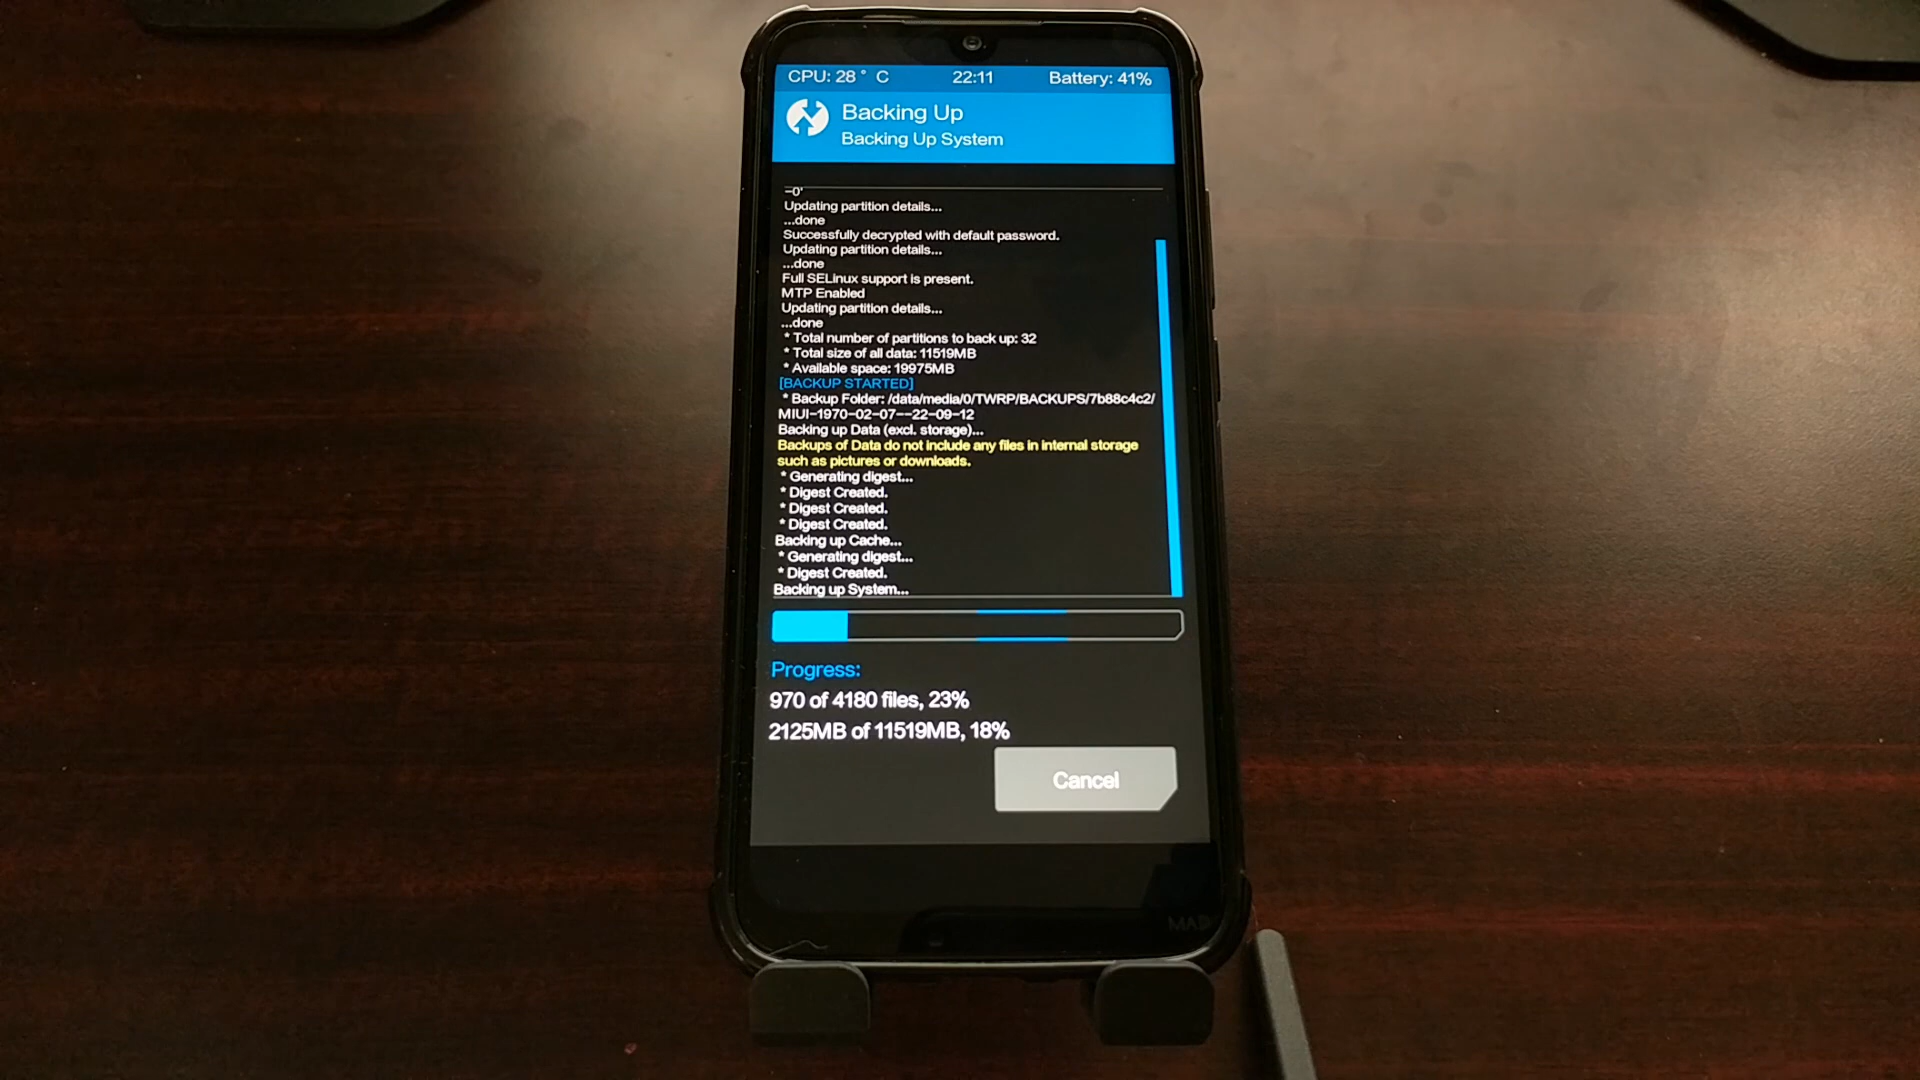 CPU: 28 ° C 22:11 Battery: 41%
Backing Up
Backing Up System
-0'
Updating partition details...
...done
Successfully decrypted with default password.
Updating partition details...
...done
Full SELinux support is present.
MTP Enabled
Updating partition details...
...done
* Total number of partitions to back up: 32
* Total size of all data: 11519MB
* Available space: 19975MB
[BACKUP STARTED]
* Backup Folder: /data/media/0/TWRP/BACKUPS/7b88c4c2/
MIUI-1970-02-07--22-09-12
Backing up Data (excl. storage)...
Backups of Data do not include any files in internal storage
such as pictures or downloads.
* Generating digest...
* Digest Created.
* Digest Created.
* Digest Created.
Backing up Cache...
* Generating digest...
* Digest Created.
Backing up System...
Progress:
970 of 4180 files, 23%
2125MB of 11519MB, 18%
Cancel